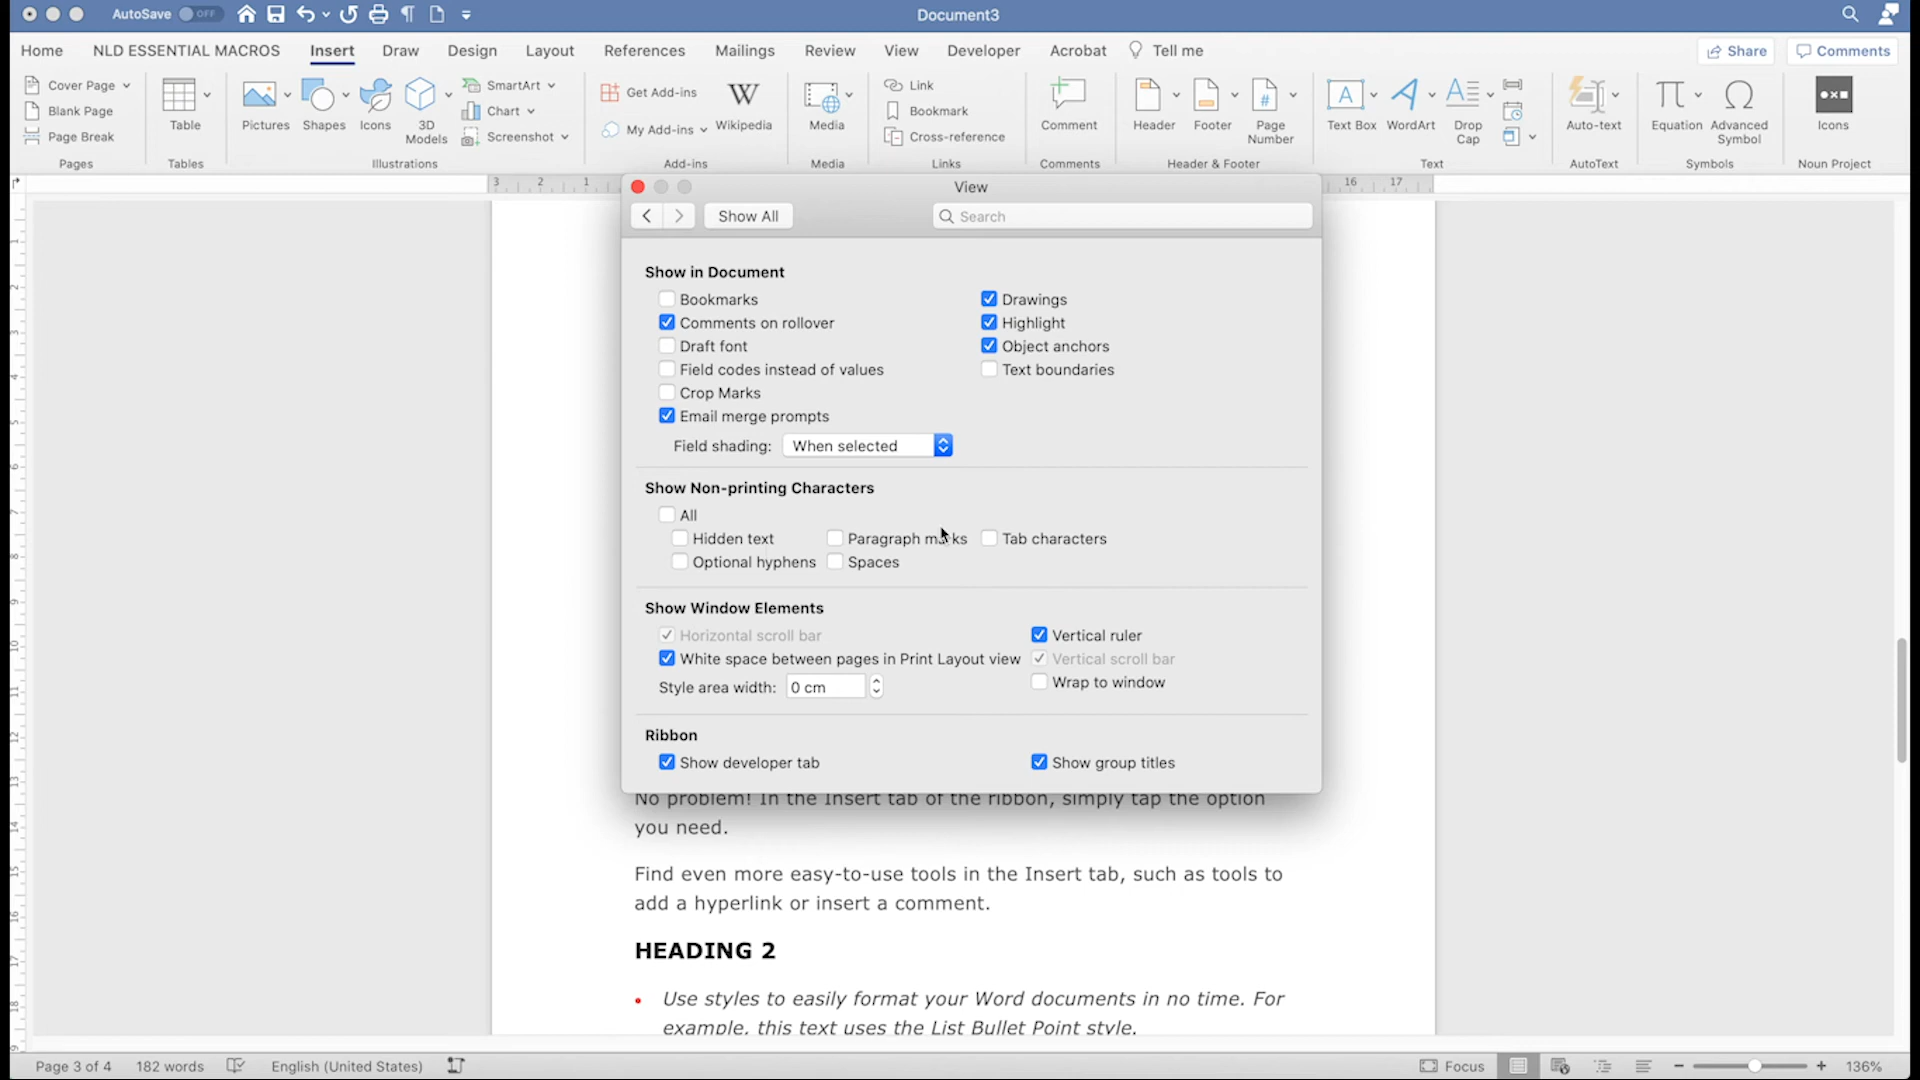 AutoSave OFF
Document3
Home NLD ESSENTIAL MACROS Insert Draw Design Layout References Mailings Review View Developer Acrobat Tell me
Share Comments
Cover Page
Blank Page
Page Break
Pages
Table
Tables
Pictures Shapes Icons 3D Models
SmartArt
Chart
Screenshot
Illustrations
Get Add-ins
My Add-ins
Wikipedia
Add-ins
Media
Media
Link
Bookmark
Cross-reference
Links
Comment
Comments
Header Footer Page Number
Header & Footer
Text Box WordArt Drop Cap
Text
Auto-text
AutoText
Equation Advanced Symbol
Symbols
Icons
Noun Project
3 2 1 16 17
View
Show All Search
Show in Document
Bookmarks Drawings
Comments on rollover Highlight
Draft font Object anchors
Field codes instead of values Text boundaries
Crop Marks
Email merge prompts
Field shading: When selected
Show Non-printing Characters
All
Hidden text Paragraph marks Tab characters
Optional hyphens Spaces
Show Window Elements
Horizontal scroll bar Vertical ruler
White space between pages in Print Layout view Vertical scroll bar
Style area width: 0 cm Wrap to window
Ribbon
Show developer tab Show group titles
No problem! In the Insert tab of the ribbon, simply tap the option
you need.
Find even more easy-to-use tools in the Insert tab, such as tools to
add a hyperlink or insert a comment.
HEADING 2
• Use styles to easily format your Word documents in no time. For
example, this text uses the List Bullet Point style.
Page 3 of 4 182 words English (United States) Focus 136%